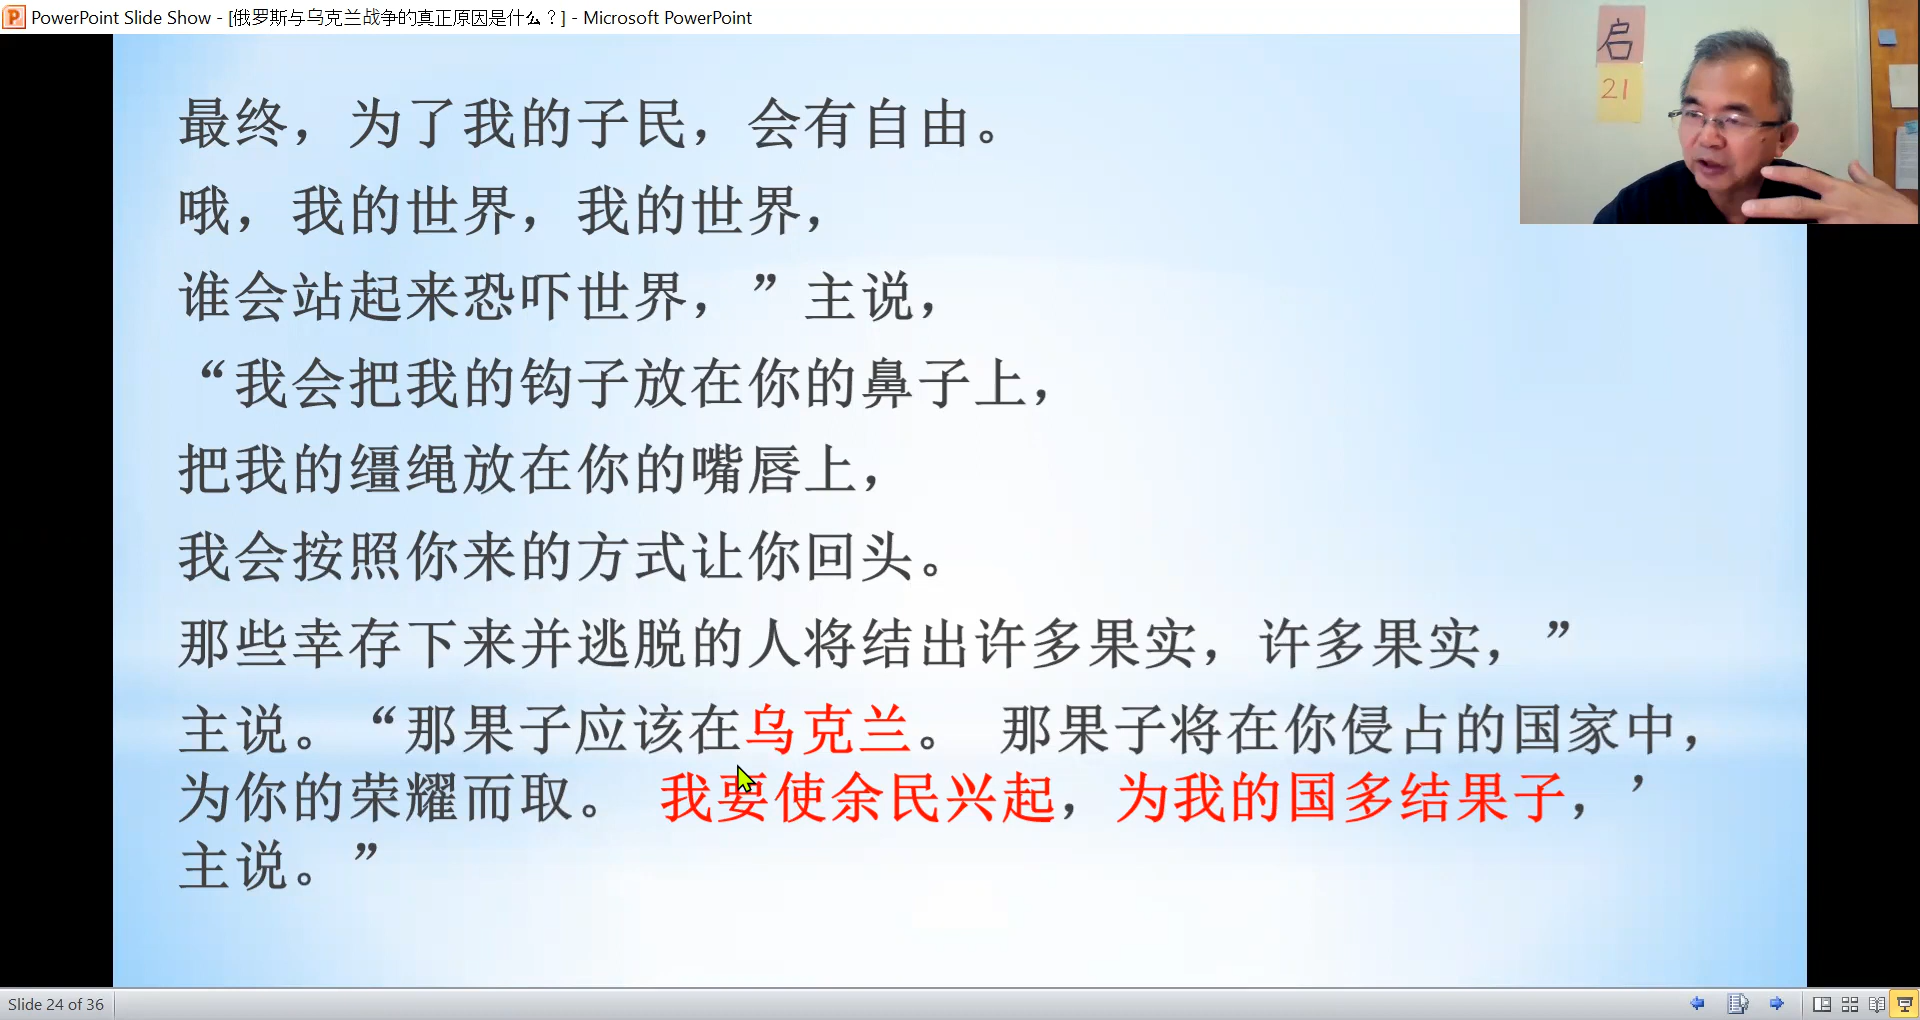 PowerPoint Slide Show - [俄罗斯与乌克兰战争的真正原因是什么？] - Microsoft PowerPoint
启
21
最终，为了我的子民，会有自由。
哦，我的世界，我的世界，
谁会站起来恐吓世界，”主说，
“我会把我的钩子放在你的鼻子上，
把我的缰绳放在你的嘴唇上，
我会按照你来的方式让你回头。
那些幸存下来并逃脱的人将结出许多果实，许多果实，”
主说。“那果子应该在乌克兰。 那果子将在你侵占的国家中，
为你的荣耀而取。 我要使余民兴起，为我的国多结果子，’
主说。”
Slide 24 of 36